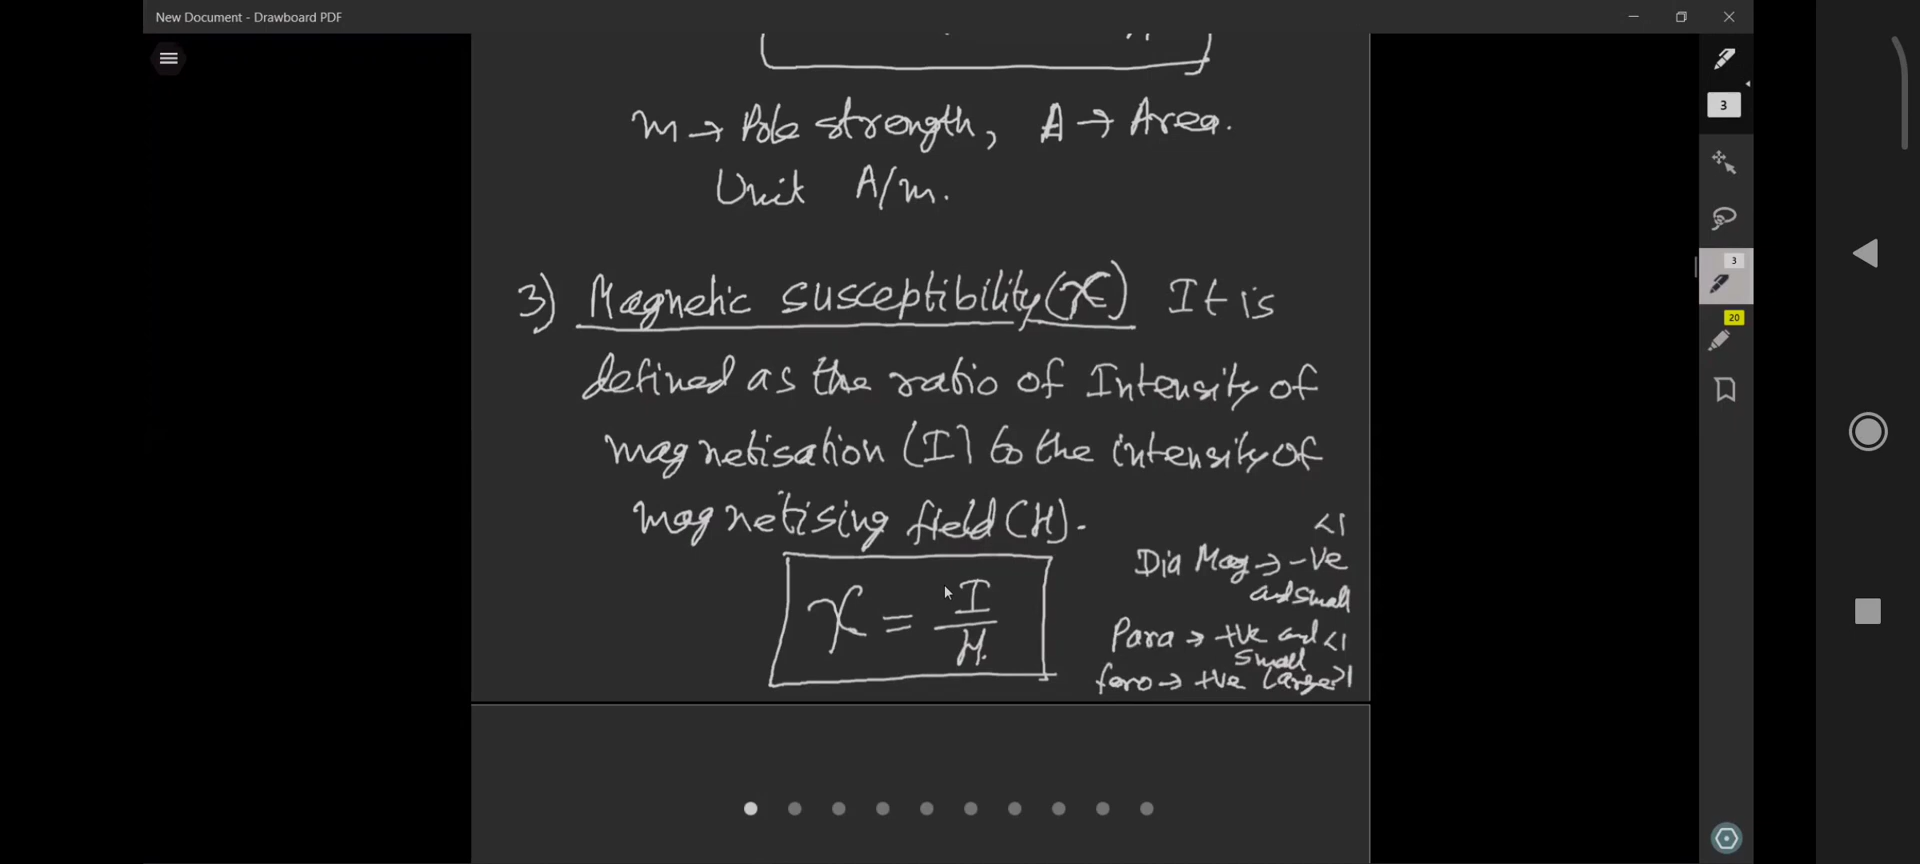 New Document - Drawboard PDF
m → Pole strength, A → Area.
Unit A/m.
3) Magnetic susceptibility (χ) It is
defined as the ratio of Intensity of
magnetisation (I) to the intensity of
magnetising field (H).
χ = I/H.
<1
Dia Mag → -ve
and small
Para → +ve and <1
small
fero → +ve large >1
3
3
20